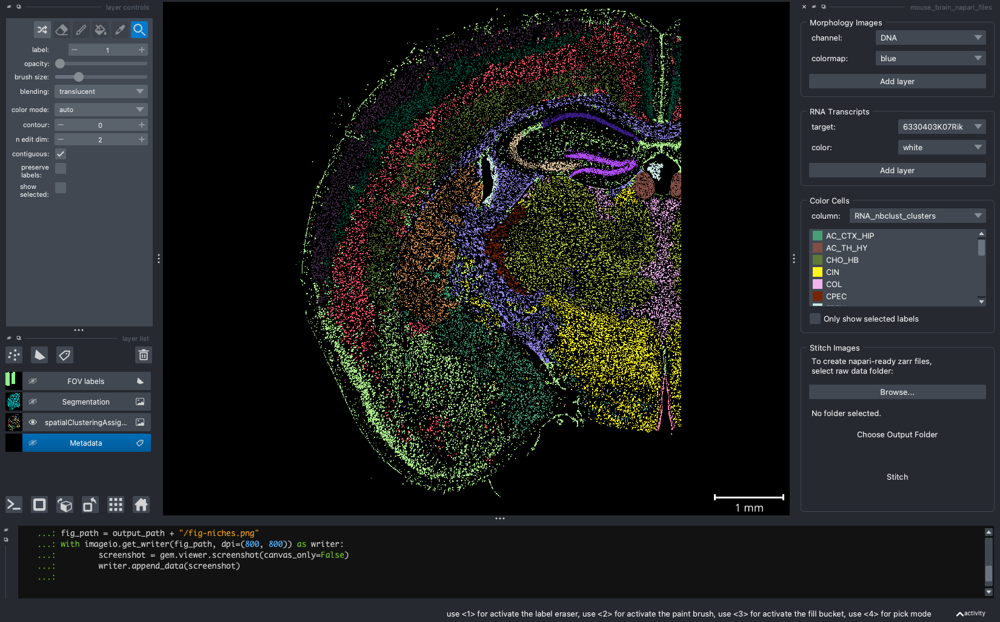 layer controls
label:
1
opacity:
brush size:
blending:
translucent
color mode:
auto
contour:
0
n edit dim:
2
contiguous:
preserve
labels:
show
selected:
layer list
FOV labels
Segmentation
spatialClusteringAssig...
Metadata
1 mm
mouse_brain_napari_files
Morphology Images
channel:
DNA
colormap:
blue
Add layer
RNA Transcripts
target:
6330403K07Rik
color:
white
Add layer
Color Cells
column:
RNA_nbclust_clusters
AC_CTX_HIP
AC_TH_HY
CHO_HB
CIN
COL
CPEC
Only show selected labels
Stitch Images
To create napari-ready zarr files,
select raw data folder:
Browse...
No folder selected.
Choose Output Folder
Stitch
...: fig_path = output_path + "/fig-niches.png"
...: with imageio.get_writer(fig_path, dpi=(800, 800)) as writer:
...: screenshot = gem.viewer.screenshot(canvas_only=False)
...: writer.append_data(screenshot)
...:
use <1> for activate the label eraser, use <2> for activate the paint brush, use <3> for activate the fill bucket, use <4> for pick mode
activity